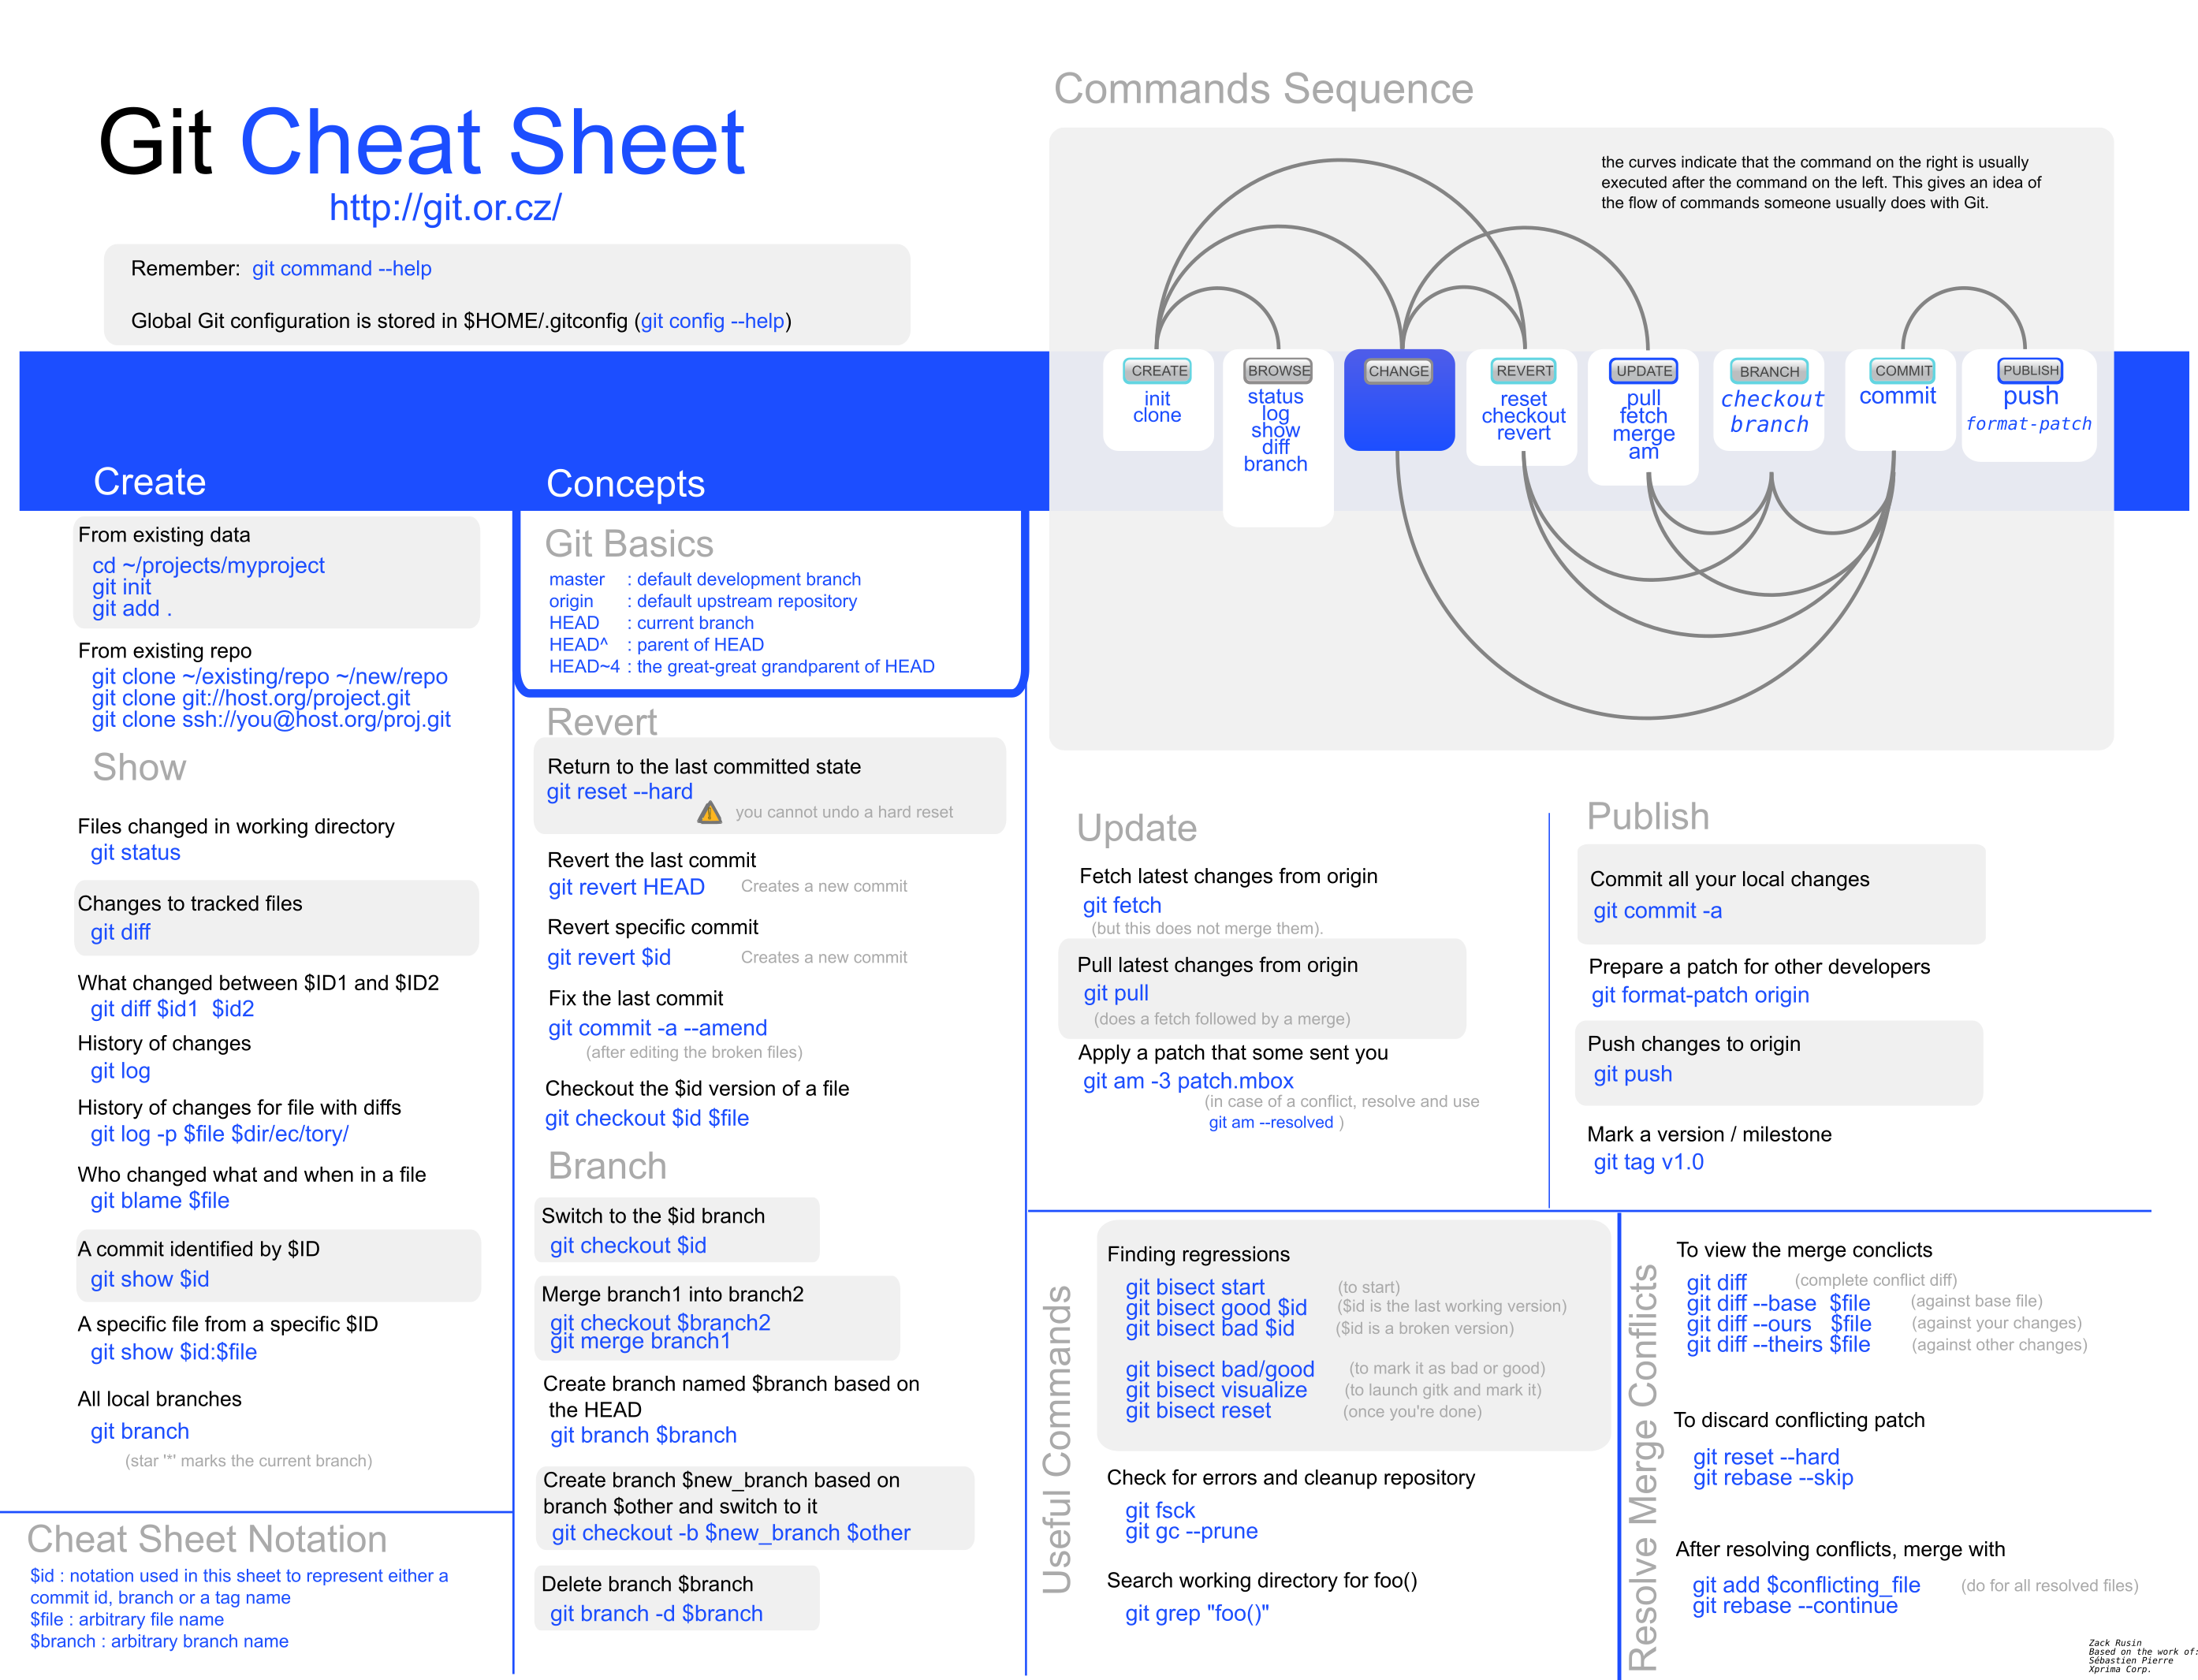 Git Cheat Sheet
http://git.or.cz/
Remember: git command --help
Global Git configuration is stored in $HOME/.gitconfig (git config --help)
Commands Sequence
the curves indicate that the command on the right is usually
executed after the command on the left. This gives an idea of
the flow of commands someone usually does with Git.
CREATE
init
clone
BROWSE
status
log
show
diff
branch
CHANGE
REVERT
reset
checkout
revert
UPDATE
pull
fetch
merge
am
BRANCH
checkout
branch
COMMIT
commit
PUBLISH
push
format-patch
Create
From existing data
cd ~/projects/myproject
git init
git add .
From existing repo
git clone ~/existing/repo ~/new/repo
git clone git://host.org/project.git
git clone ssh://you@host.org/proj.git
Show
Files changed in working directory
git status
Changes to tracked files
git diff
What changed between $ID1 and $ID2
git diff $id1 $id2
History of changes
git log
History of changes for file with diffs
git log -p $file $dir/ec/tory/
Who changed what and when in a file
git blame $file
A commit identified by $ID
git show $id
A specific file from a specific $ID
git show $id:$file
All local branches
git branch
(star '*' marks the current branch)
Cheat Sheet Notation
$id : notation used in this sheet to represent either a
commit id, branch or a tag name
$file : arbitrary file name
$branch : arbitrary branch name
Concepts
Git Basics
master : default development branch
origin : default upstream repository
HEAD : current branch
HEAD^ : parent of HEAD
HEAD~4 : the great-great grandparent of HEAD
Revert
Return to the last committed state
git reset --hard
you cannot undo a hard reset
Revert the last commit
git revert HEAD Creates a new commit
Revert specific commit
git revert $id Creates a new commit
Fix the last commit
git commit -a --amend
(after editing the broken files)
Checkout the $id version of a file
git checkout $id $file
Branch
Switch to the $id branch
git checkout $id
Merge branch1 into branch2
git checkout $branch2
git merge branch1
Create branch named $branch based on
the HEAD
git branch $branch
Create branch $new_branch based on
branch $other and switch to it
git checkout -b $new_branch $other
Delete branch $branch
git branch -d $branch
Update
Fetch latest changes from origin
git fetch
(but this does not merge them).
Pull latest changes from origin
git pull
(does a fetch followed by a merge)
Apply a patch that some sent you
git am -3 patch.mbox
(in case of a conflict, resolve and use
git am --resolved )
Publish
Commit all your local changes
git commit -a
Prepare a patch for other developers
git format-patch origin
Push changes to origin
git push
Mark a version / milestone
git tag v1.0
Useful Commands
Finding regressions
git bisect start (to start)
git bisect good $id ($id is the last working version)
git bisect bad $id ($id is a broken version)
git bisect bad/good (to mark it as bad or good)
git bisect visualize (to launch gitk and mark it)
git bisect reset (once you're done)
Check for errors and cleanup repository
git fsck
git gc --prune
Search working directory for foo()
git grep "foo()"
Resolve Merge Conflicts
To view the merge conclicts
git diff (complete conflict diff)
git diff --base $file (against base file)
git diff --ours $file (against your changes)
git diff --theirs $file (against other changes)
To discard conflicting patch
git reset --hard
git rebase --skip
After resolving conflicts, merge with
git add $conflicting_file (do for all resolved files)
git rebase --continue
Zack Rusin
Based on the work of:
Sébastien Pierre
Xprima Corp.